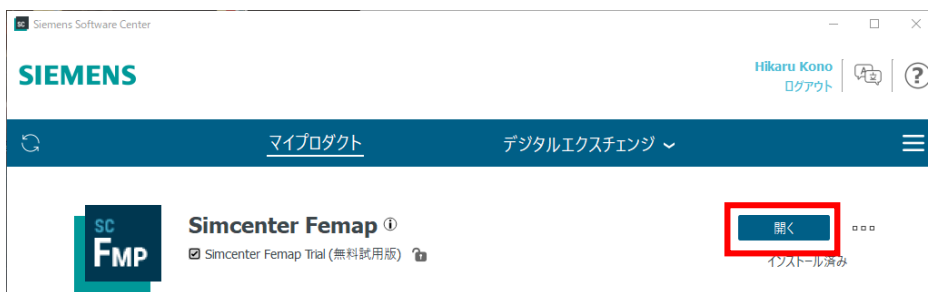 Siemens Software Center
SIEMENS
Hikaru Kono
ログアウト
マイプロダクト
デジタルエクスチェンジ
SC
FMP
Simcenter Femap
Simcenter Femap Trial (無料試用版)
開く
インストール済み